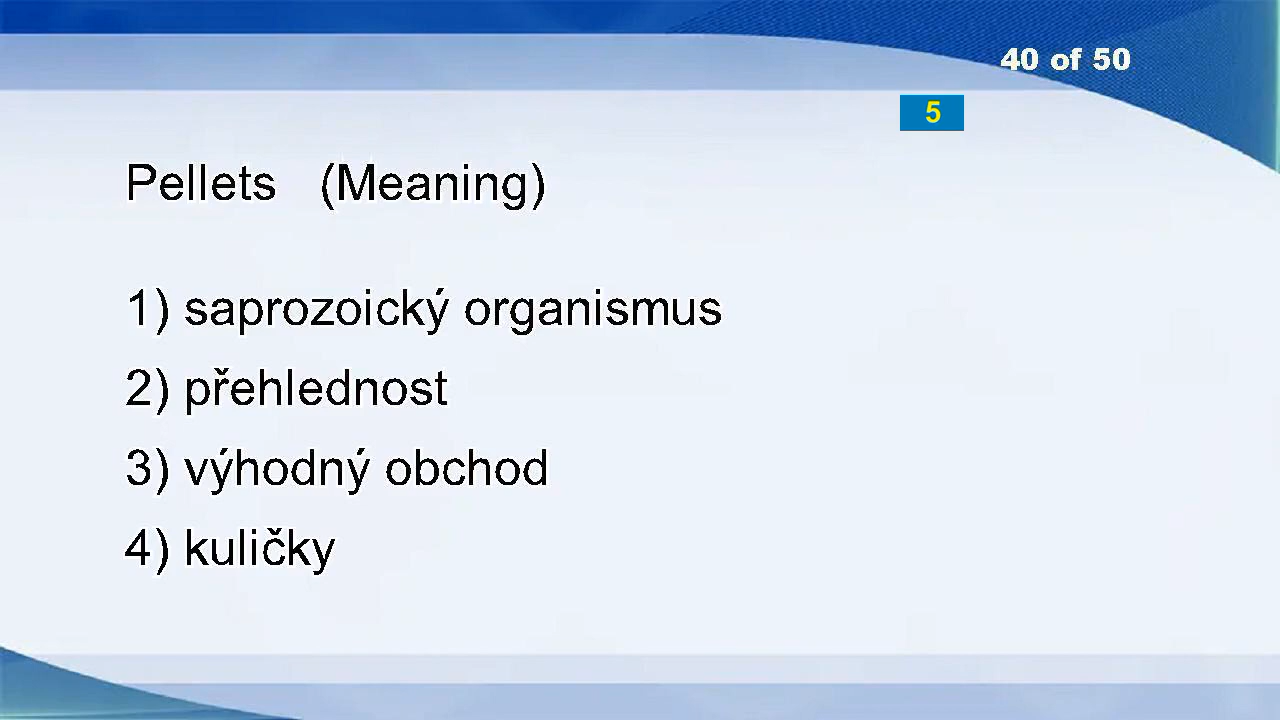 40 of 50
5
Pellets (Meaning)
1) saprozoický organismus
2) přehlednost
3) výhodný obchod
4) kuličky